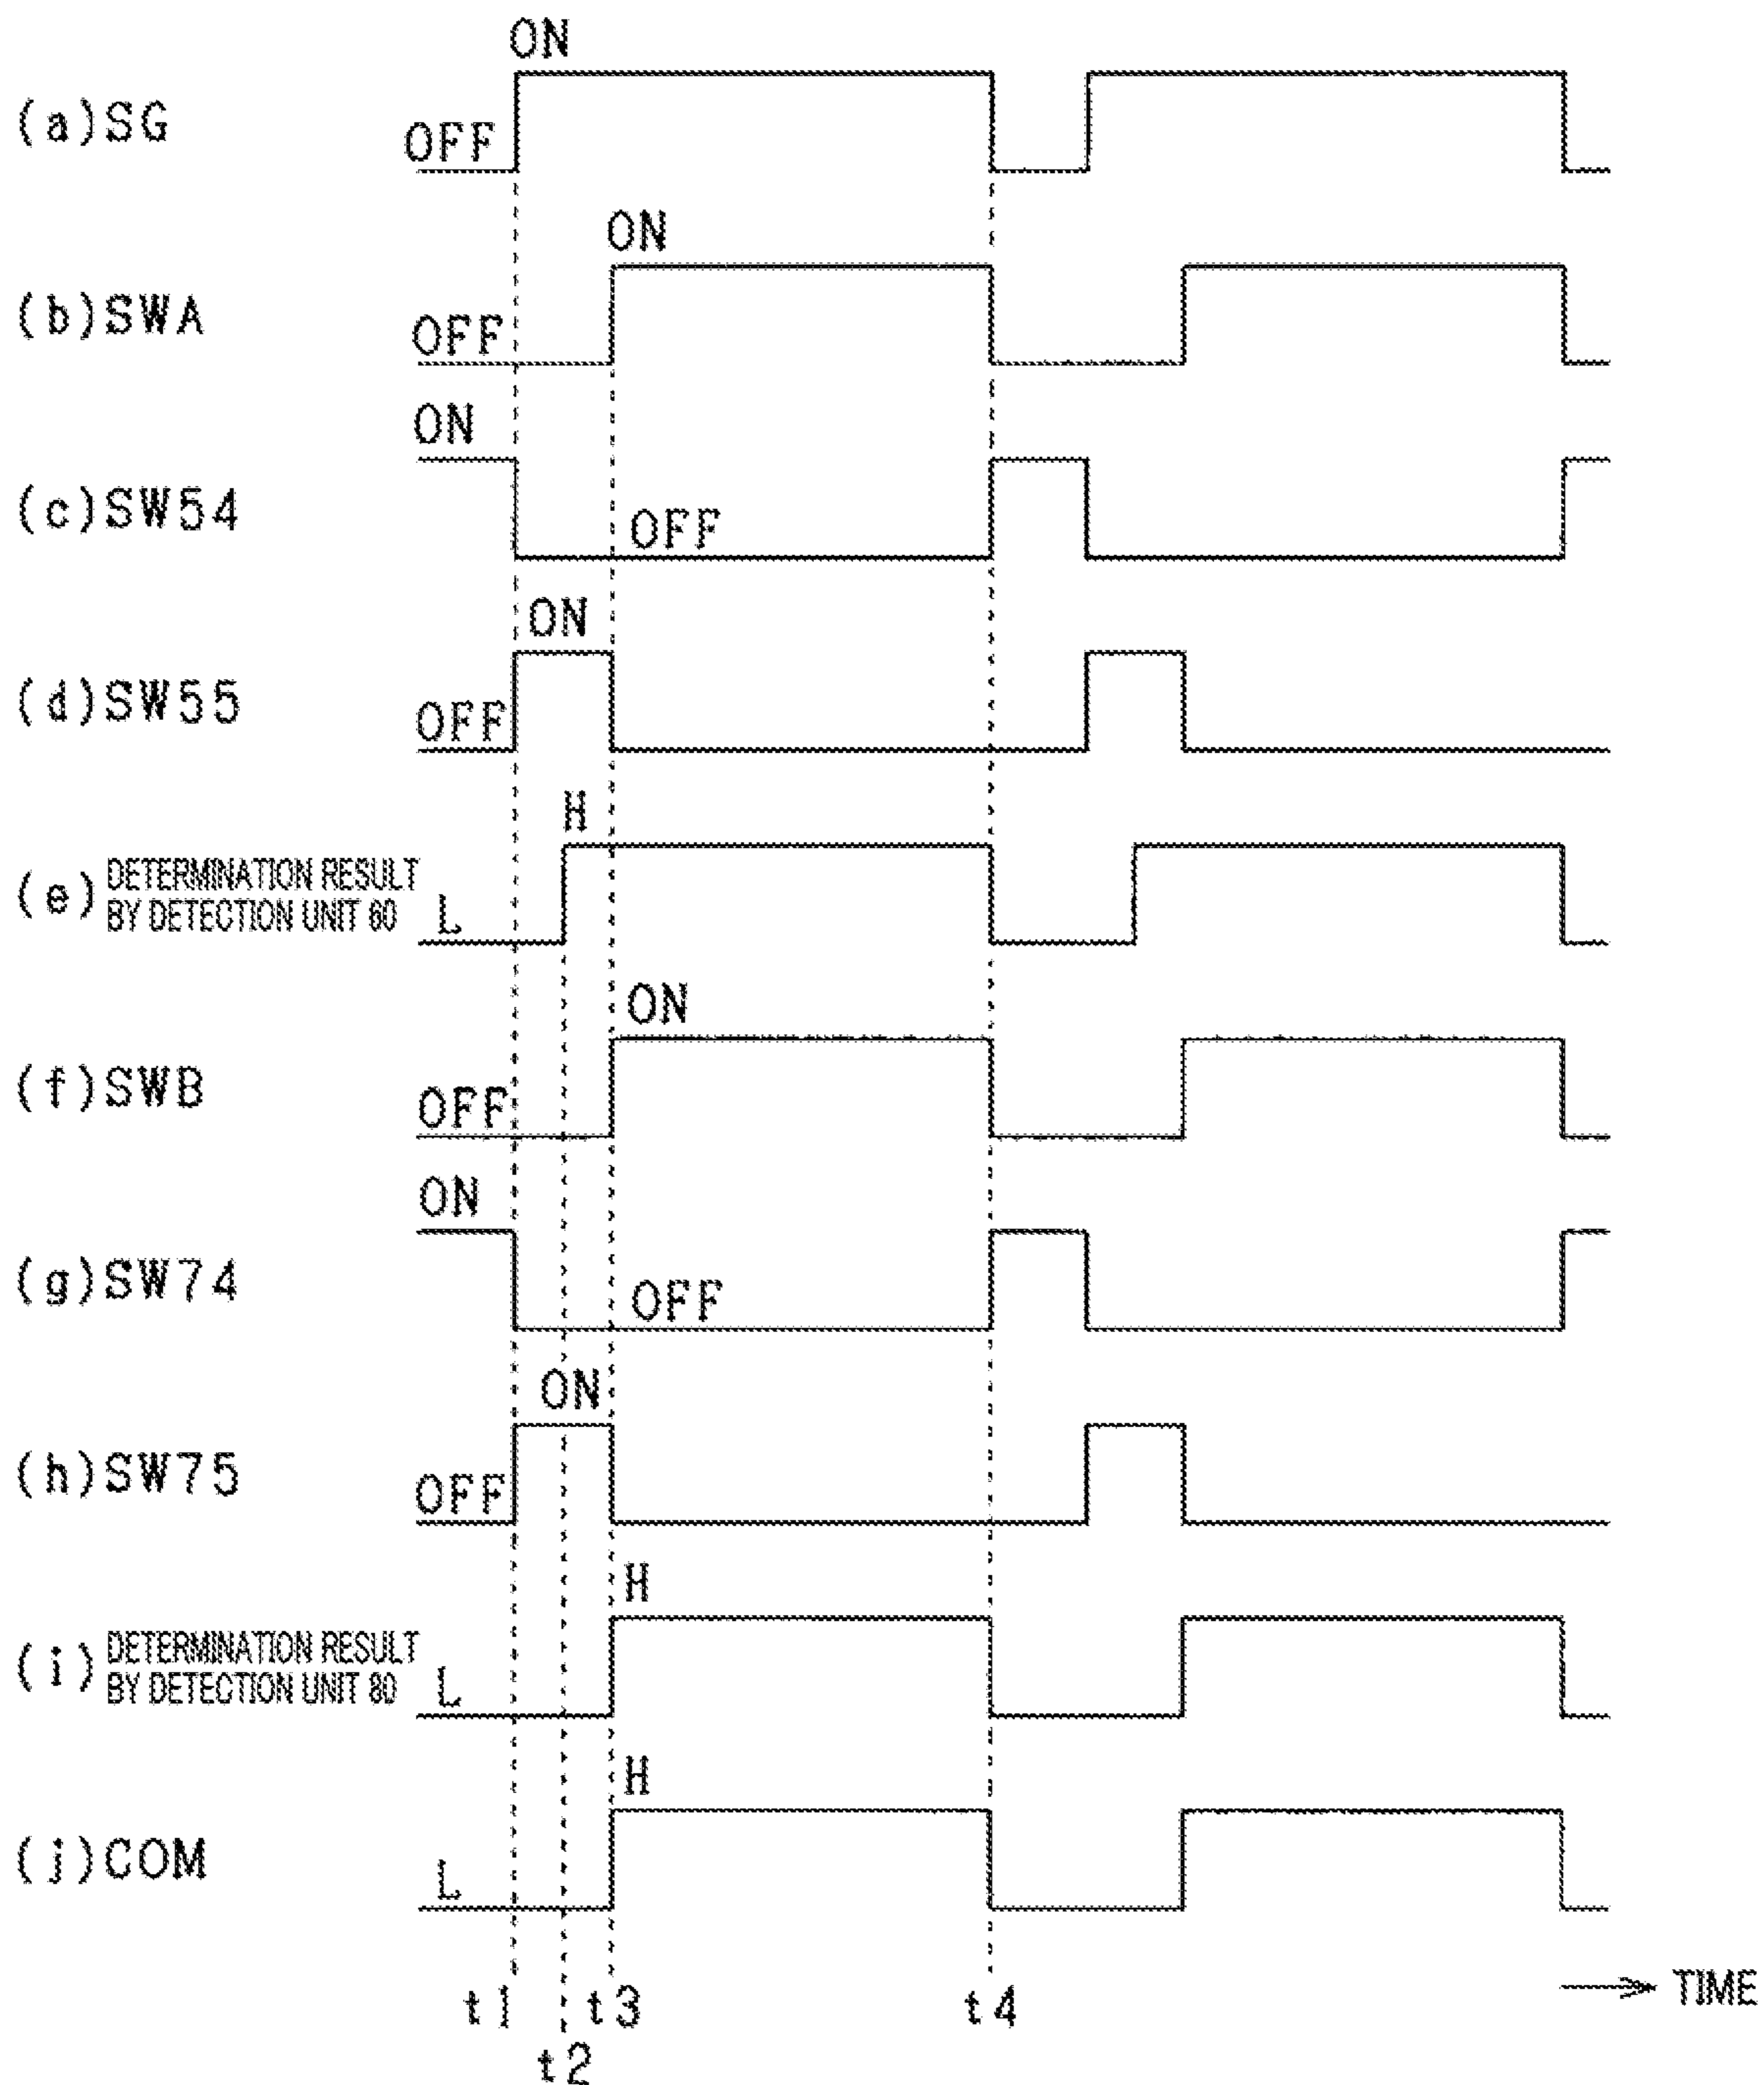 ON
(a)SG
OFF
ON
(b)SWA
OFF
ON
(c)SW54
OFF
ON
(d)SW55
OFF
H
(e) DETERMINATION RESULT
BY DETECTION UNIT 60
L
ON
(f)SWB
OFF
ON
(g)SW74
OFF
ON
(h)SW75
OFF
H
(i) DETERMINATION RESULT
BY DETECTION UNIT 80
L
H
(j)COM
L
t1 t3 t4
t2
TIME